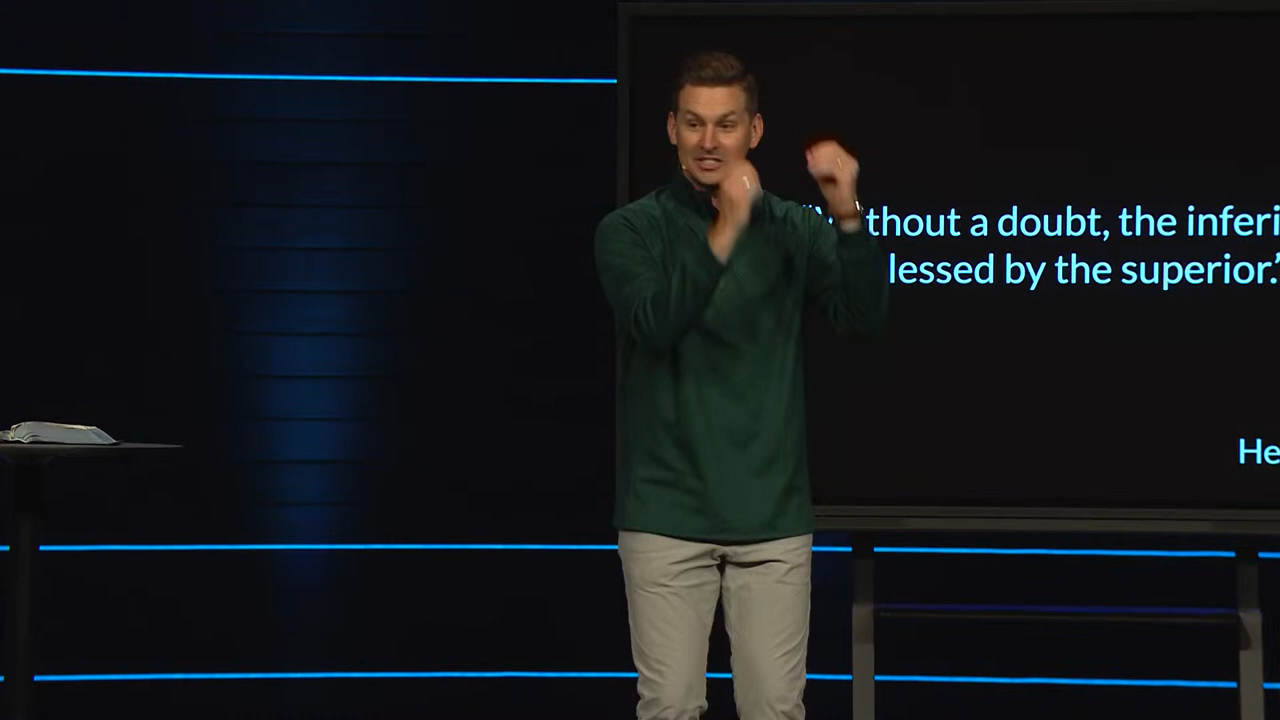 thout a doubt, the inferi
lessed by the superior.”
He